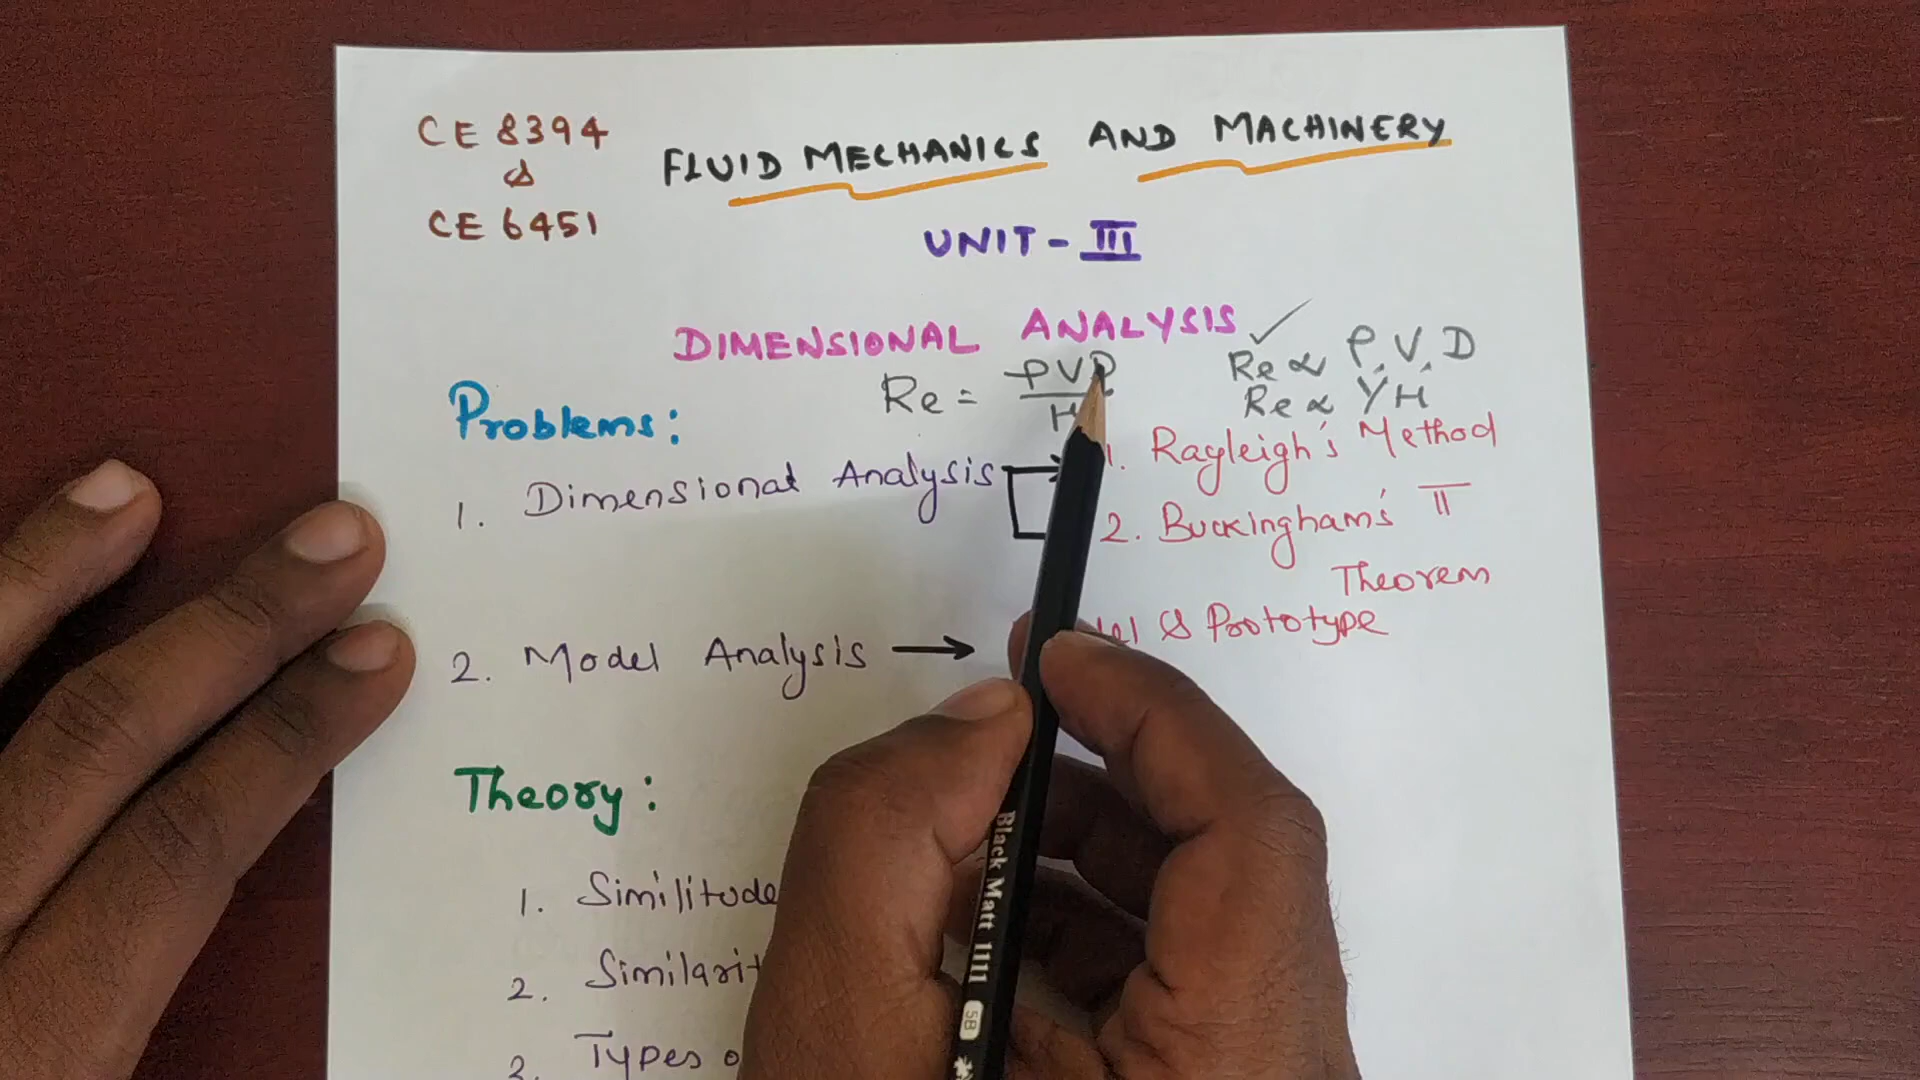 CE 8394
&
CE 6451
FLUID MECHANICS AND MACHINERY
UNIT - III
DIMENSIONAL ANALYSIS ✓
Re = ρVD
μ
Re ∝ ρ, V, D
Re ∝ 1/μ
Problems:
1. Dimensional Analysis
1. Rayleigh's Method
2. Buckingham's π
Theorem
2. Model Analysis → & Prototype
Theory:
1. Similitude
2.
3. Types
Black Matt 1111 5B